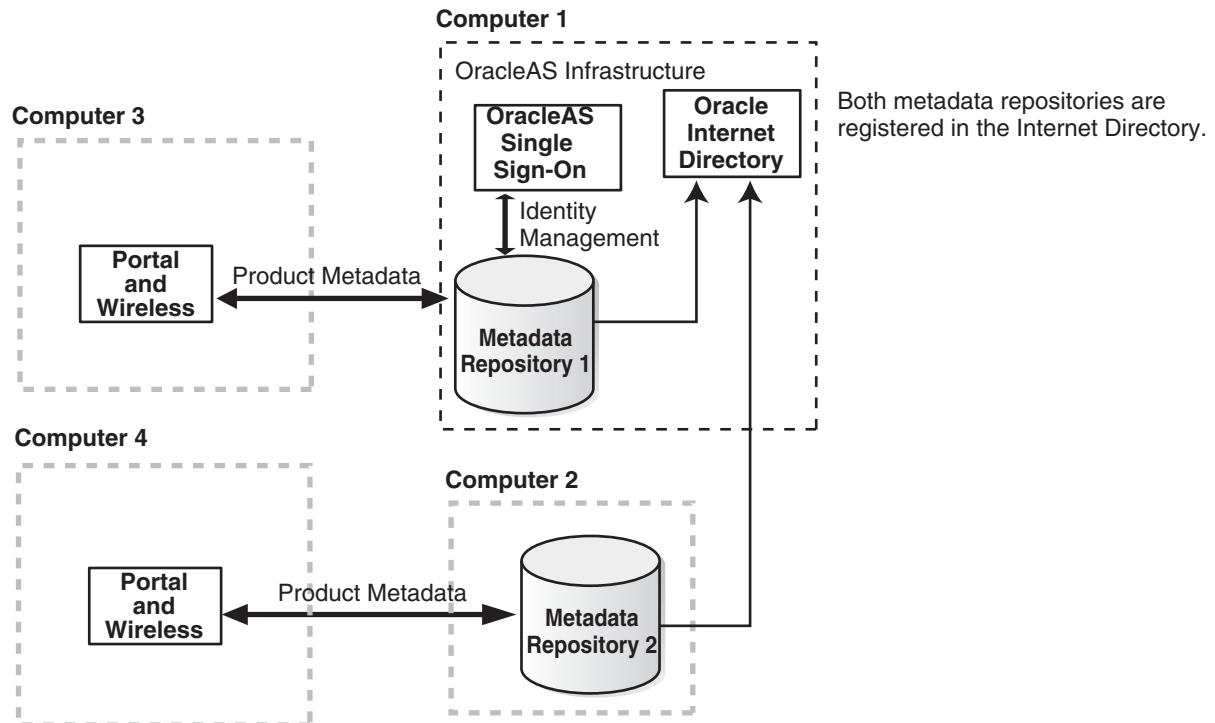 Computer 1
OracleAS Infrastructure
OracleAS
Single
Sign-On
Oracle
Internet
Directory
Both metadata repositories are
registered in the Internet Directory.
Identity
Management
Computer 3
Portal
and
Wireless
Product Metadata
Metadata
Repository 1
Computer 4
Computer 2
Portal
and
Wireless
Product Metadata
Metadata
Repository 2